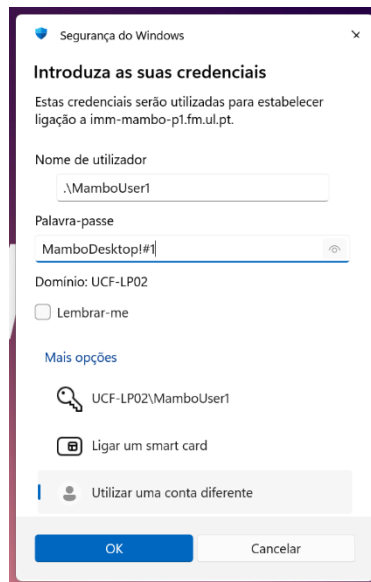 Segurança do Windows
Introduza as suas credenciais
Estas credenciais serão utilizadas para estabelecer
ligação a imm-mambo-p1.fm.ul.pt.
Nome de utilizador
.\MamboUser1
Palavra-passe
MamboDesktop!#1
Domínio: UCF-LP02
Lembrar-me
Mais opções
UCF-LP02\MamboUser1
Ligar um smart card
Utilizar uma conta diferente
OK
Cancelar